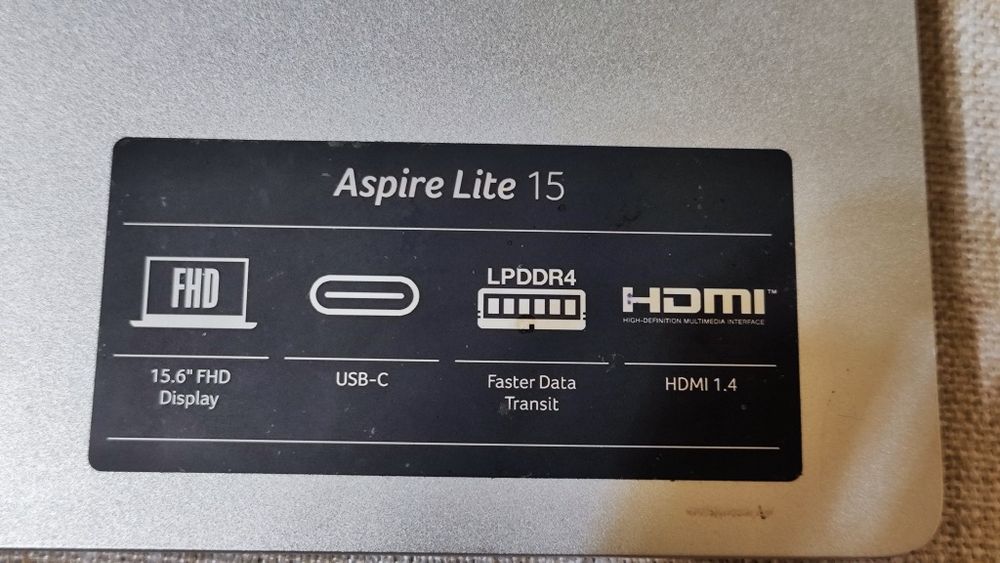 Aspire Lite 15
FHD
LPDDR4
HDMI™
HIGH-DEFINITION MULTIMEDIA INTERFACE
15.6" FHD
Display
USB-C
Faster Data
Transit
HDMI 1.4